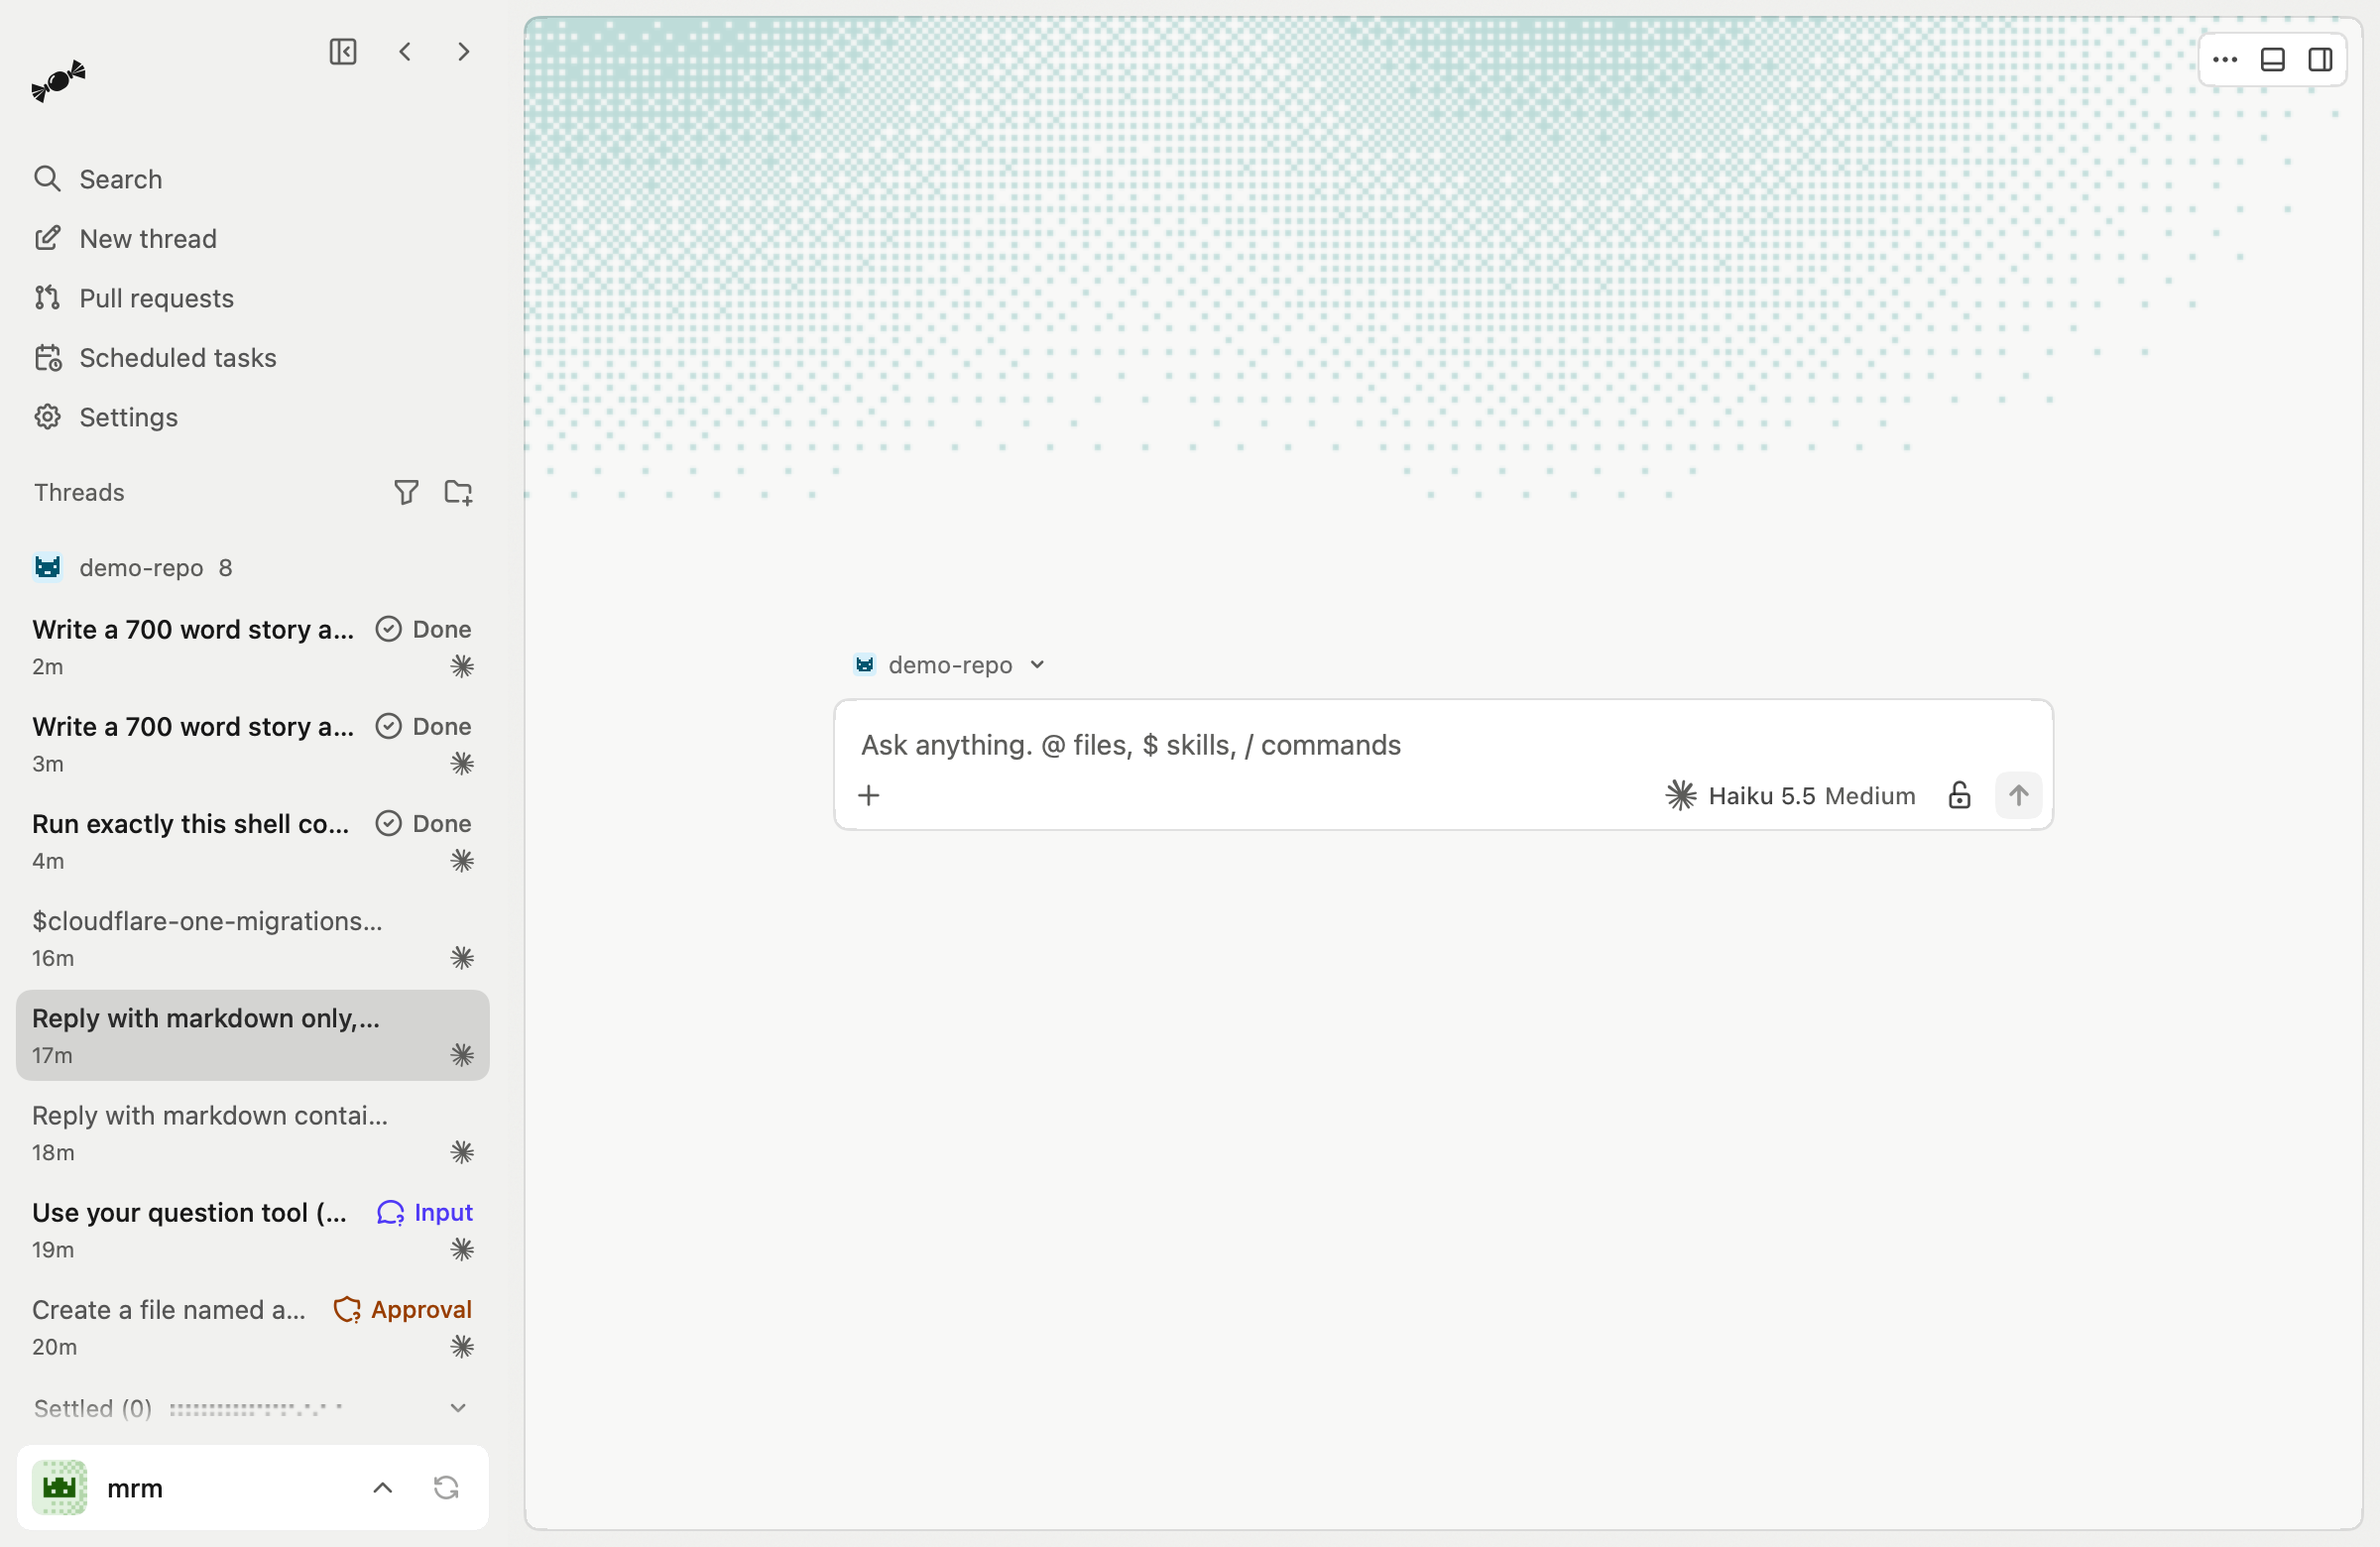 Search
New thread
Pull requests
Scheduled tasks
Settings
Threads
demo-repo 8
Write a 700 word story a... Done
2m
Write a 700 word story a... Done
3m
Run exactly this shell co... Done
4m
$cloudflare-one-migrations...
16m
Reply with markdown only,...
17m
Reply with markdown contai...
18m
Use your question tool (... Input
19m
Create a file named a... Approval
20m
Settled (0)
mrm
demo-repo
Ask anything. @ files, $ skills, / commands
Haiku 5.5 Medium